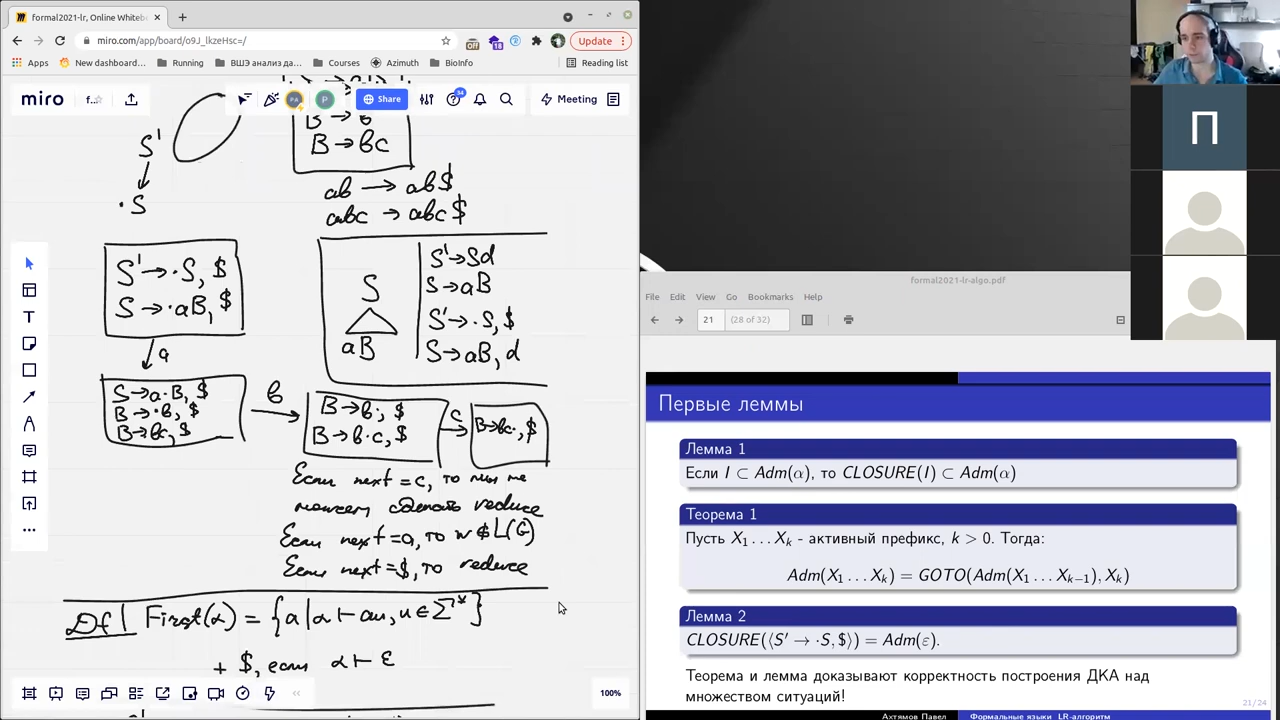 formal2021-lr, Online Whitebo
miro.com/app/board/o9J_lkzeHsc=/
Update
Apps
New dashboard...
Running
ВШЭ анализ да...
Courses
Azimuth
BioInfo
Reading list
miro
f...
Share
34
Meeting
S'
·S
B → в
B → вc
ab → ab$
abc → abc$
S' → ·S, $
S → ·aB, $
a
S
aB
S' → Sd
S → aB
S' → ·S, $
S → aB, d
S → a·B, $
B → ·в, $
B → вc, $
в
B → в·, $
B → в·c, $
c
B → вc·, $
Если next = c, то мы не
можем сделать reduce
Если next = a, то w $ L(G)
Если next = $, то reduce
Df | First(α) = {a | α ⊢ au, u ∈ Σ*}
+ $, если α ⊢ ε
100%
П
formal2021-lr-algo.pdf
File Edit View Go Bookmarks Help
21 (28 of 32)
Первые леммы
Лемма 1
Если I ⊂ Adm(α), то CLOSURE(I) ⊂ Adm(α)
Теорема 1
Пусть X₁ . . . Xₖ - активный префикс, k > 0. Тогда:
Adm(X₁ . . . Xₖ) = GOTO(Adm(X₁ . . . Xₖ₋₁), Xₖ)
Лемма 2
CLOSURE(⟨S' → ·S, $⟩) = Adm(ε).
Теорема и лемма доказывают корректность построения ДКА над
множеством ситуаций!
21/24
Ахтямов Павел
Формальные языки LR-алгоритм